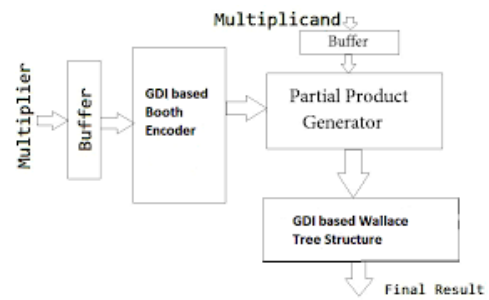 Multiplicand
Buffer
Multiplier
Buffer
GDI based
Booth
Encoder
Partial Product
Generator
GDI based Wallace
Tree Structure
Final Result